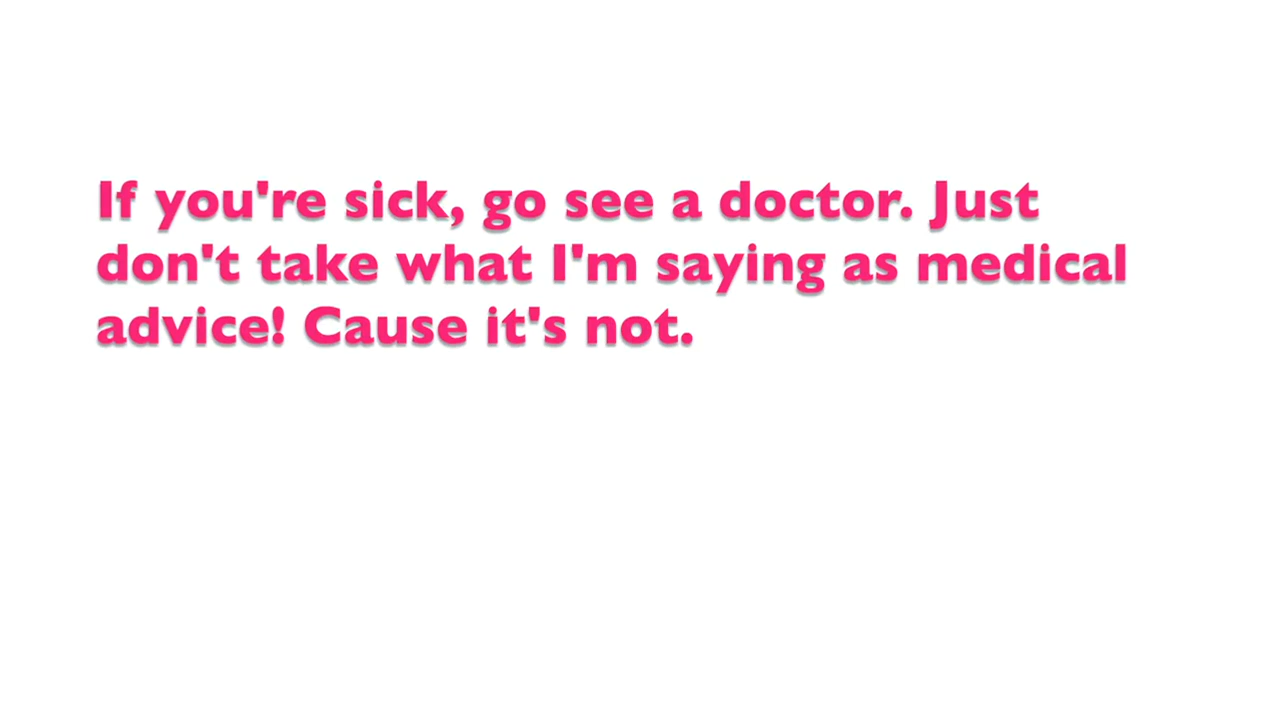 If you're sick, go see a doctor. Just
don't take what I'm saying as medical
advice! Cause it's not.